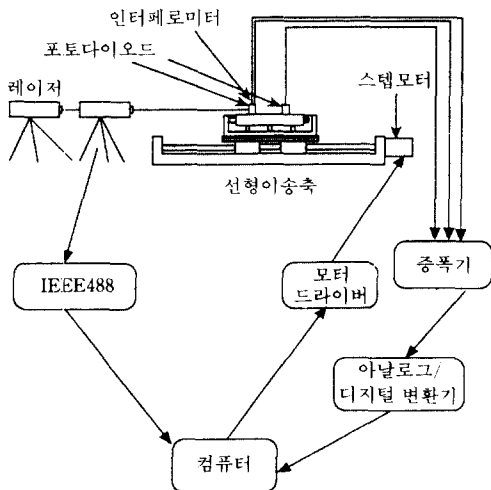 인터페로미터
포토다이오드
레이저
스텝모터
선형이송축
IEEE488
모터
드라이버
증폭기
아날로그/
디지털 변환기
컴퓨터